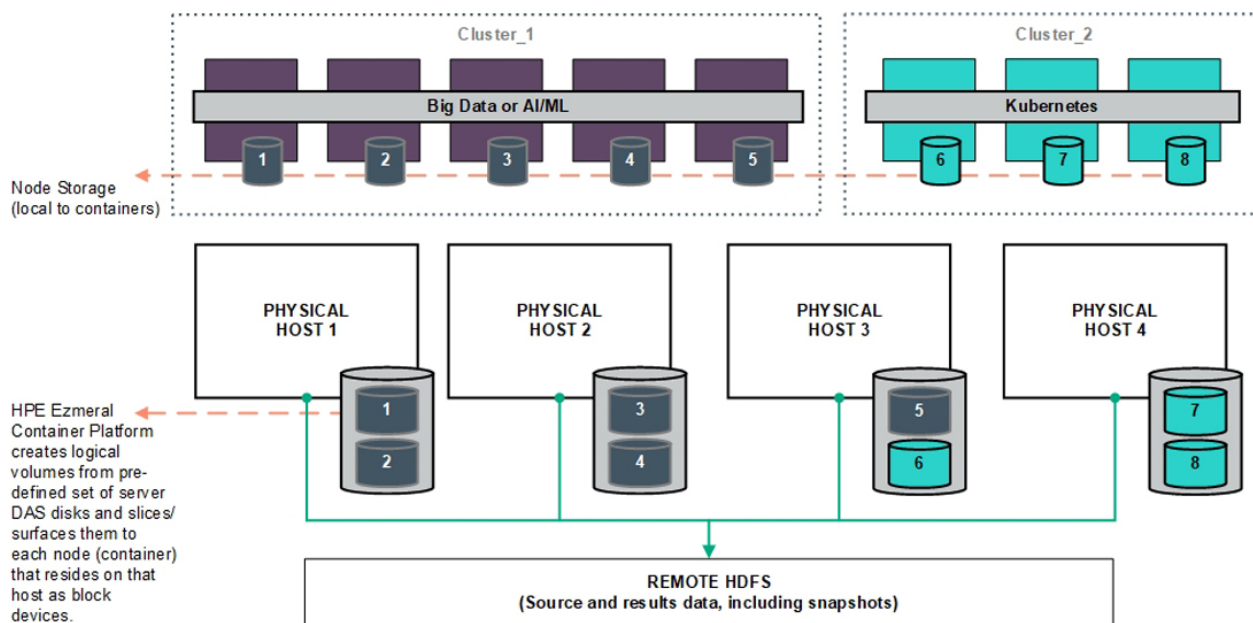 Cluster_1
Cluster_2
Big Data or AI/ML
Kubernetes
1
2
3
4
5
6
7
8
Node Storage
(local to containers)
PHYSICAL
HOST 1
PHYSICAL
HOST 2
PHYSICAL
HOST 3
PHYSICAL
HOST 4
1
2
3
4
5
6
7
8
HPE Ezmeral
Container Platform
creates logical
volumes from pre-
defined set of server
DAS disks and slices/
surfaces them to
each node (container)
that resides on that
host as block
devices.
REMOTE HDFS
(Source and results data, including snapshots)